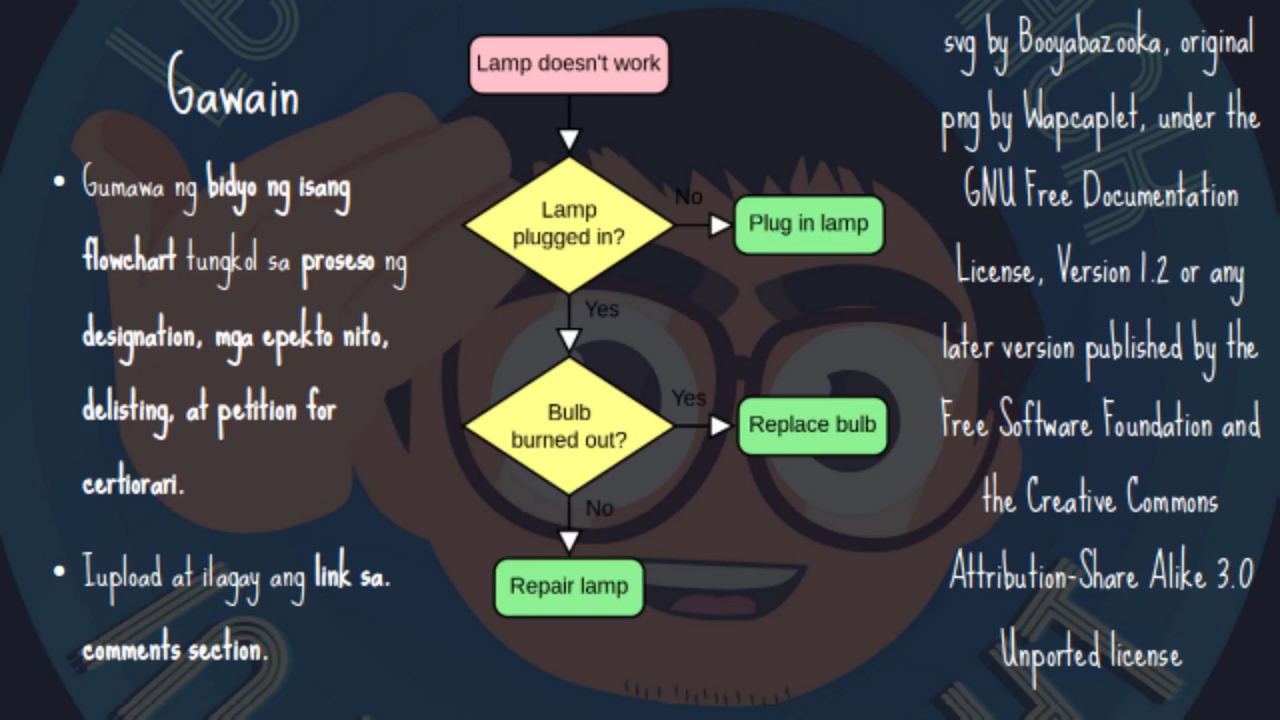 Gawain
• Gumawa ng bidyo ng isang
flowchart tungkol sa proseso ng
designation, mga epekto nito,
delisting, at petition for
certiorari.
• Iupload at ilagay ang link sa.
comments section.
Lamp doesn't work
Lamp
plugged in?
No
Plug in lamp
Yes
Bulb
burned out?
Yes
Replace bulb
No
Repair lamp
svg by Booyabazooka, original
png by Wapcaplet, under the
GNU Free Documentation
License, Version 1.2 or any
later version published by the
Free Software Foundation and
the Creative Commons
Attribution-Share Alike 3.0
Unported license